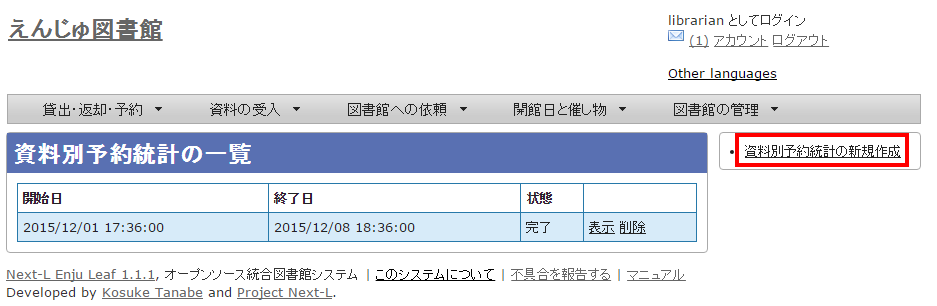 えんじゅ図書館
librarian としてログイン
(1) アカウント ログアウト
Other languages
貸出・返却・予約 資料の受入 図書館への依頼 開館日と催し物 図書館の管理
資料別予約統計の一覧
・資料別予約統計の新規作成
開始日 終了日 状態
2015/12/01 17:36:00 2015/12/08 18:36:00 完了 表示 削除
Next-L Enju Leaf 1.1.1, オープンソース統合図書館システム | このシステムについて | 不具合を報告する | マニュアル
Developed by Kosuke Tanabe and Project Next-L.